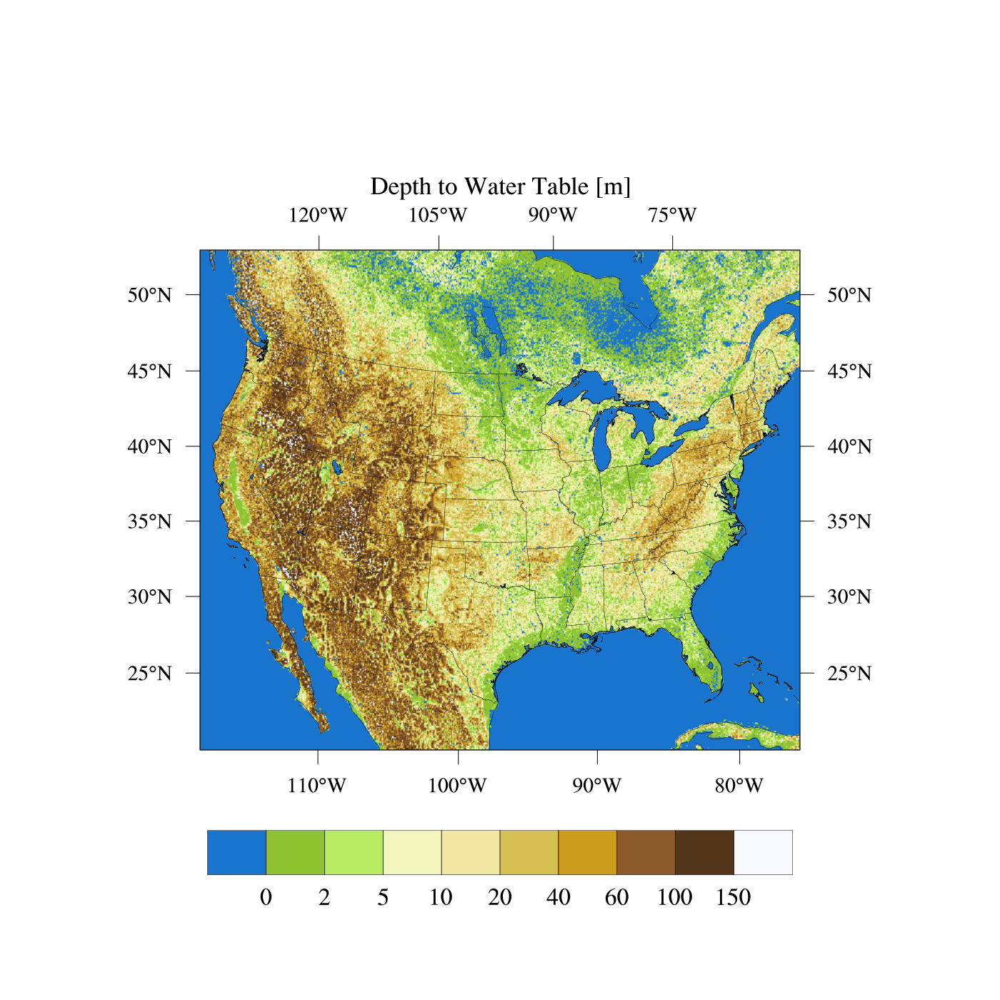 Depth to Water Table [m]
120°W 105°W 90°W 75°W
50°N 50°N
45°N 45°N
40°N 40°N
35°N 35°N
30°N 30°N
25°N 25°N
110°W 100°W 90°W 80°W
0 2 5 10 20 40 60 100 150